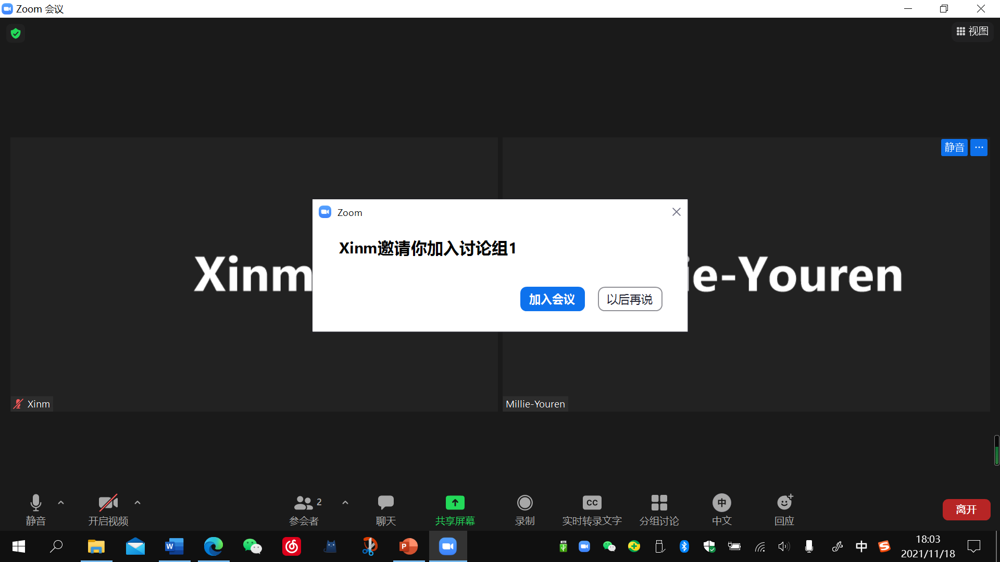 Zoom 会议
视图
静音 ···
Zoom
Xinm邀请你加入讨论组1
Xinm
ie-Youren
加入会议
以后再说
Xinm
Millie-Youren
静音
开启视频
2
参会者
聊天
共享屏幕
录制
CC
实时转录文字
分组讨论
中
中文
回应
离开
W
P
中
S
18:03
2021/11/18